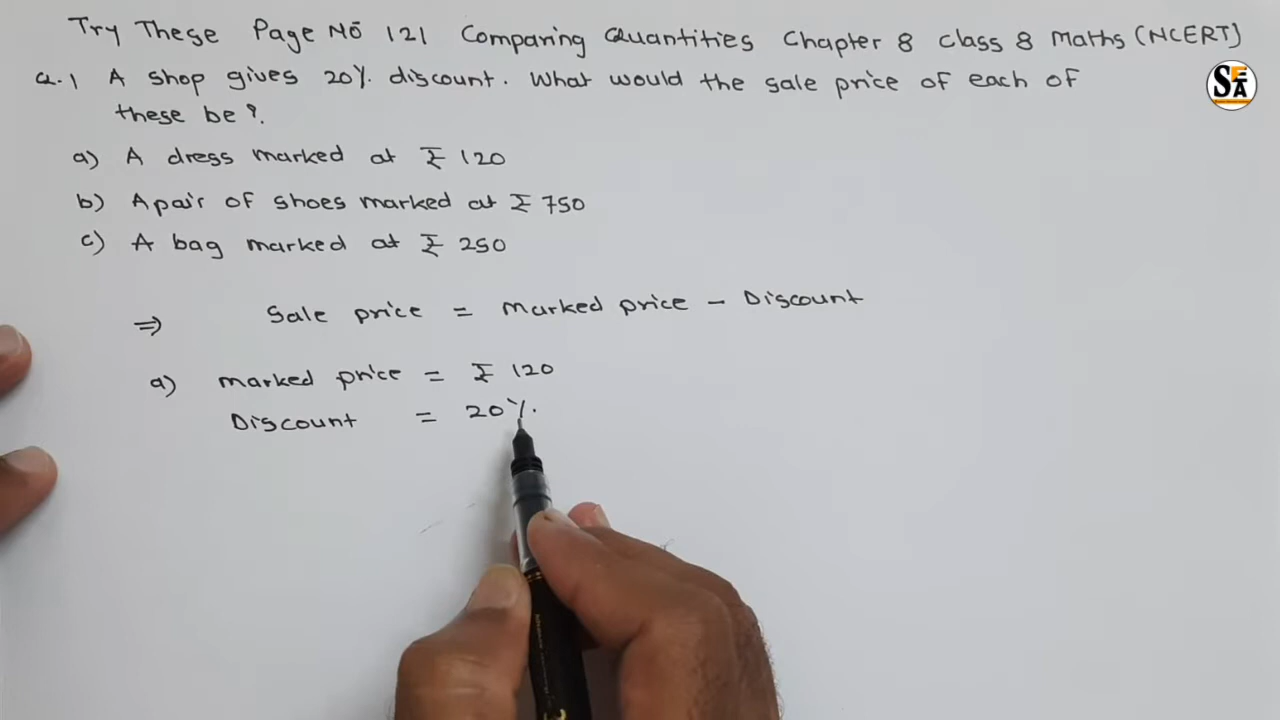 Try These Page No 121 Comparing Quantities Chapter 8 Class 8 Maths (NCERT)
Q.1 A shop gives 20% discount. What would the sale price of each of
these be?.
a) A dress marked at ₹ 120
b) A pair of shoes marked at ₹ 750
c) A bag marked at ₹ 250
⇒ Sale price = Marked price - Discount
a) marked price = ₹ 120
Discount = 20%.
SFA